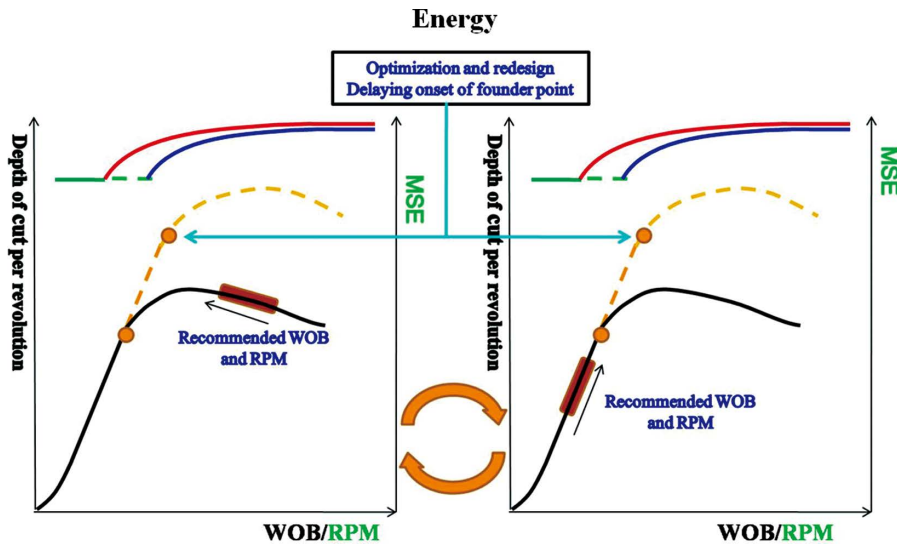 Energy
Optimization and redesign
Delaying onset of founder point
Depth of cut per revolution
MSE
Recommended WOB
and RPM
WOB/RPM
Depth of cut per revolution
MSE
Recommended WOB
and RPM
WOB/RPM